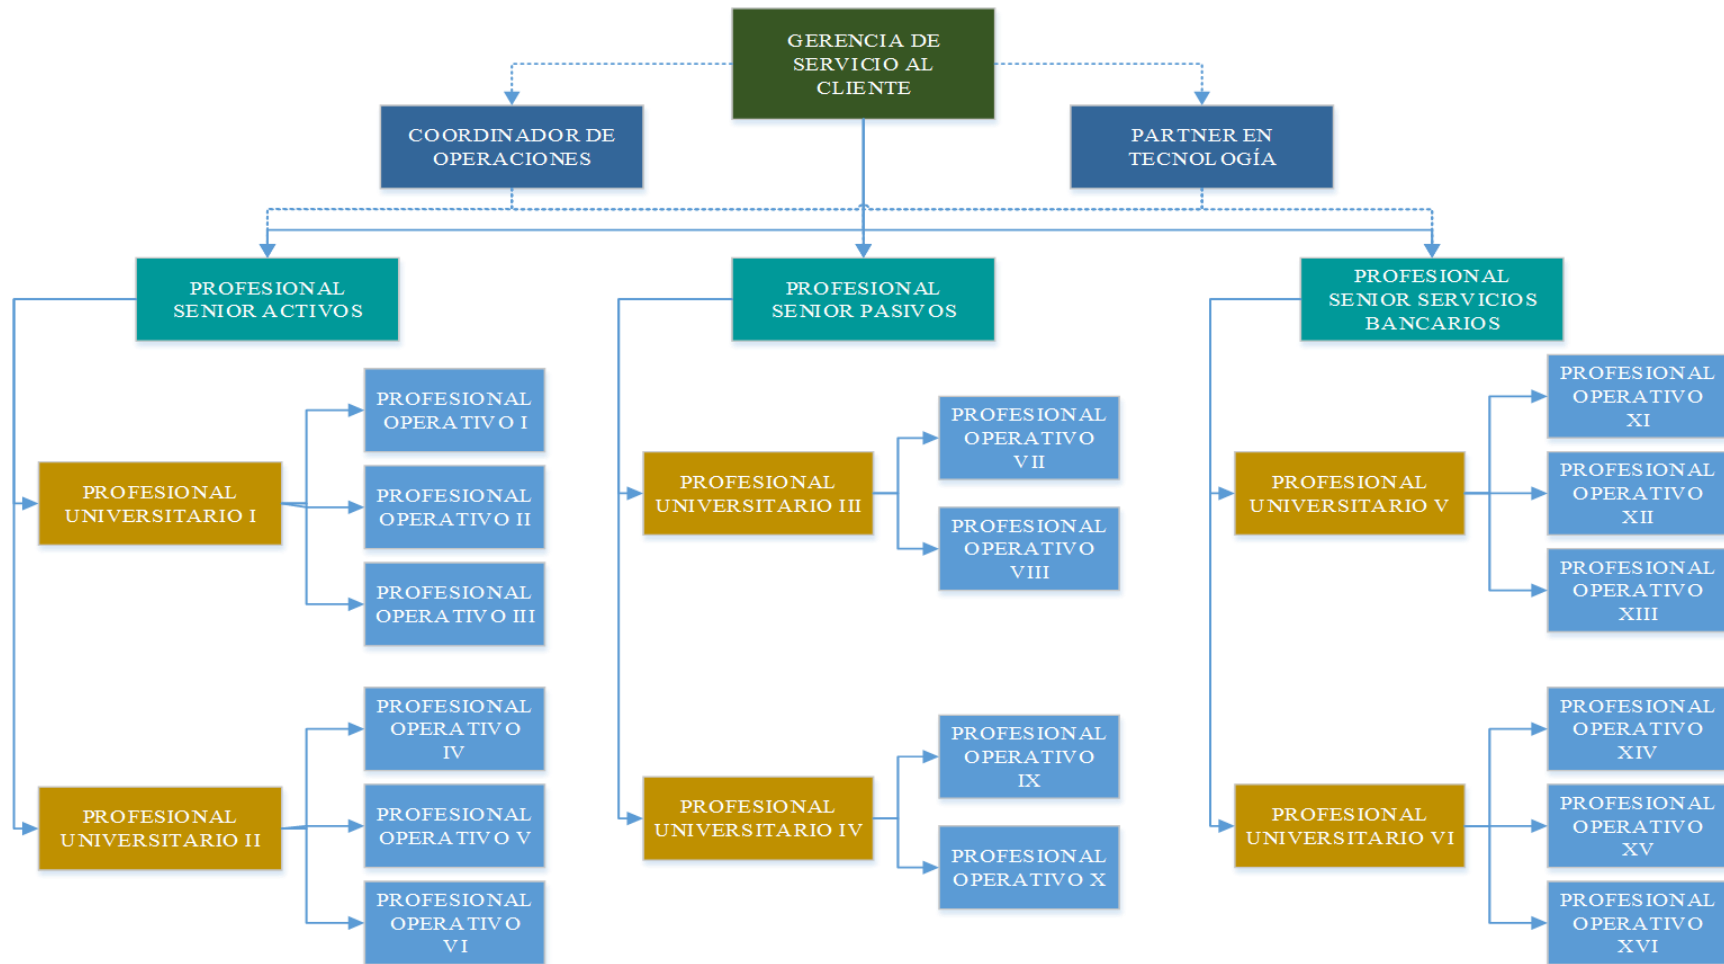 GERENCIA DE
SERVICIO AL
CLIENTE
COORDINADOR DE
OPERACIONES
PARTNER EN
TECNOLOGÍA
PROFESIONAL
SENIOR ACTIVOS
PROFESIONAL
SENIOR PASIVOS
PROFESIONAL
SENIOR SERVICIOS
BANCARIOS
PROFESIONAL
UNIVERSITARIO I
PROFESIONAL
OPERATIVO I
PROFESIONAL
OPERATIVO II
PROFESIONAL
OPERATIVO III
PROFESIONAL
UNIVERSITARIO II
PROFESIONAL
OPERATIVO
IV
PROFESIONAL
OPERATIVO V
PROFESIONAL
OPERATIVO
VI
PROFESIONAL
UNIVERSITARIO III
PROFESIONAL
OPERATIVO
VII
PROFESIONAL
OPERATIVO
VIII
PROFESIONAL
UNIVERSITARIO IV
PROFESIONAL
OPERATIVO
IX
PROFESIONAL
OPERATIVO X
PROFESIONAL
UNIVERSITARIO V
PROFESIONAL
OPERATIVO
XI
PROFESIONAL
OPERATIVO
XII
PROFESIONAL
OPERATIVO
XIII
PROFESIONAL
UNIVERSITARIO VI
PROFESIONAL
OPERATIVO
XIV
PROFESIONAL
OPERATIVO
XV
PROFESIONAL
OPERATIVO
XVI